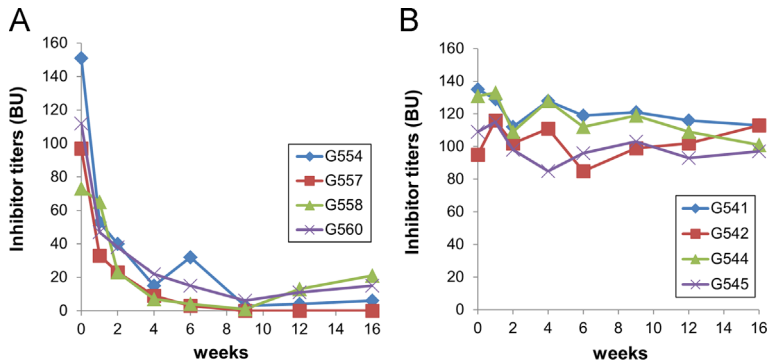 A
Inhibitor titers (BU)
160
140
120
100
80
60
40
20
0
0 2 4 6 8 10 12 14 16
weeks
G554
G557
G558
G560
B
Inhibitor titers (BU)
160
140
120
100
80
60
40
20
0
0 2 4 6 8 10 12 14 16
weeks
G541
G542
G544
G545